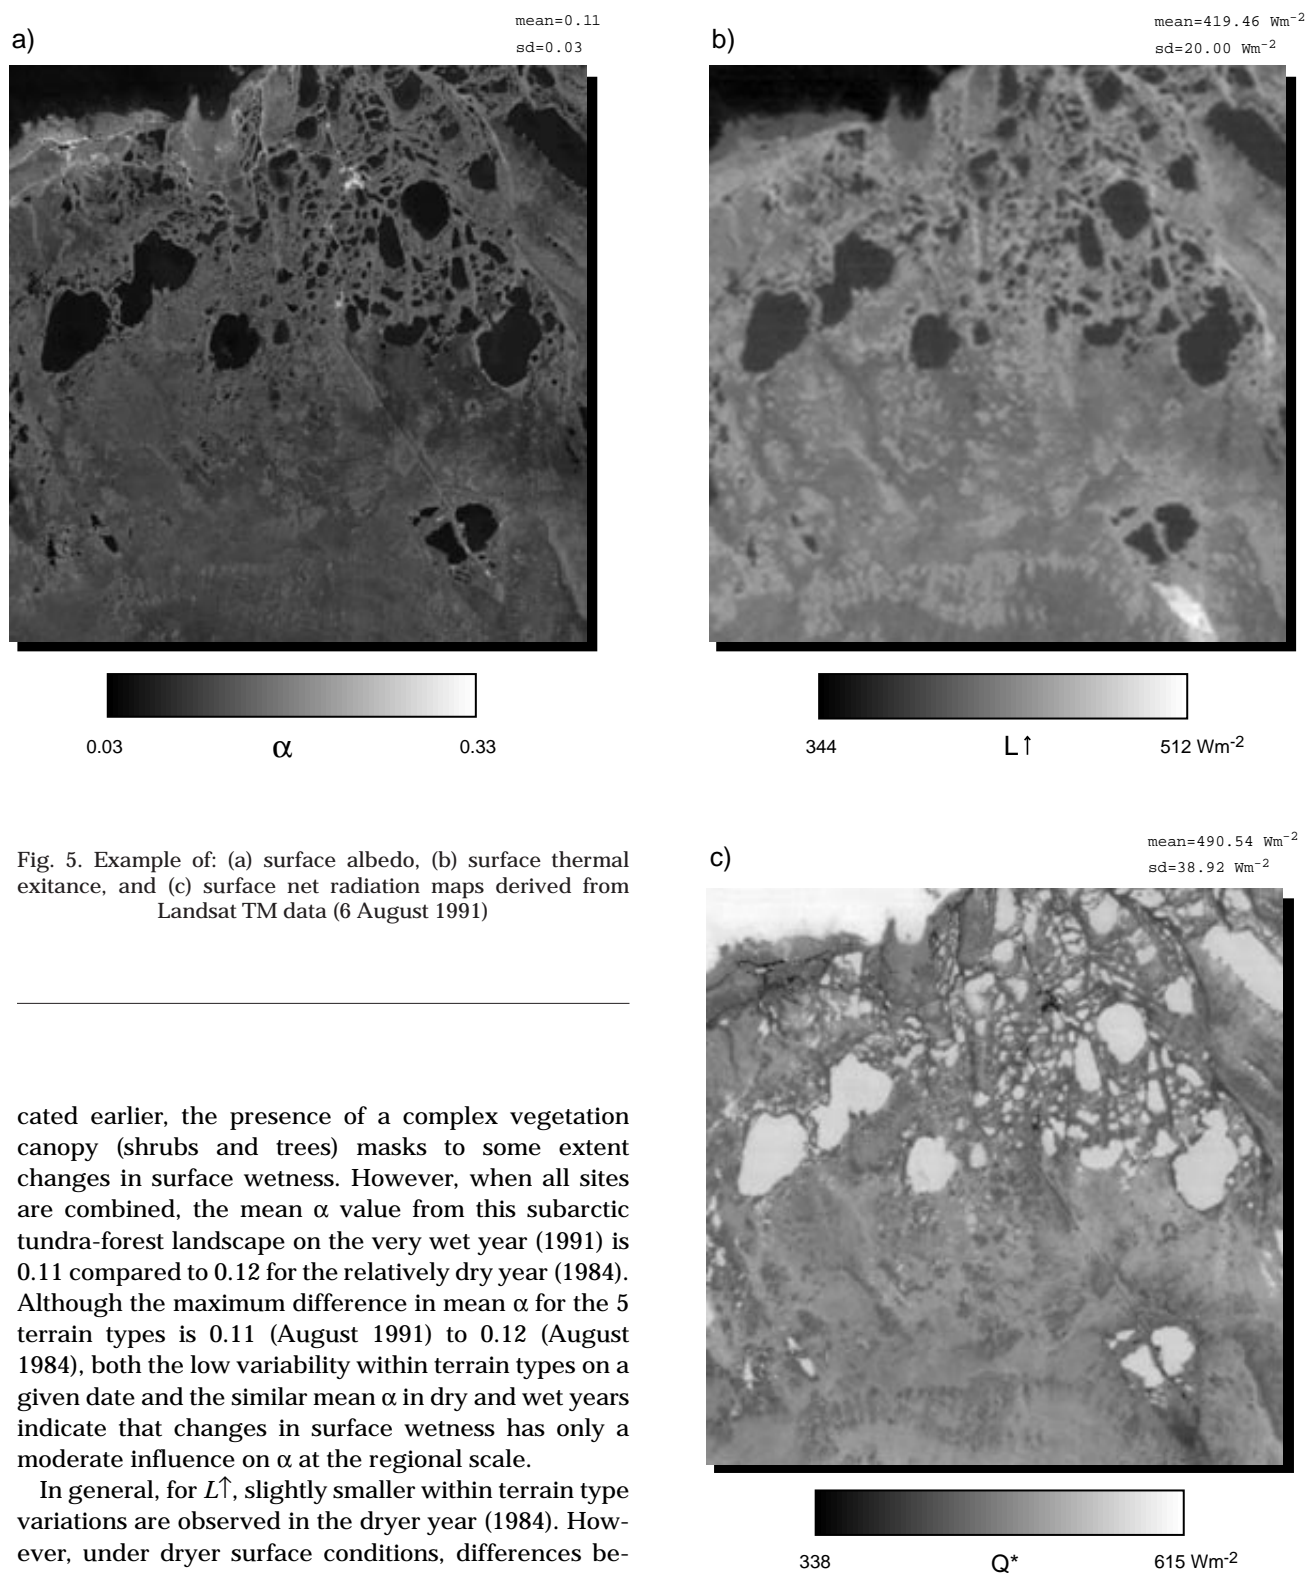 a)
mean=0.11
sd=0.03
0.03
α
0.33
b)
mean=419.46 Wm-2
sd=20.00 Wm-2
344
L↑
512 Wm-2
Fig. 5. Example of: (a) surface albedo, (b) surface thermal
exitance, and (c) surface net radiation maps derived from
Landsat TM data (6 August 1991)
c)
mean=490.54 Wm-2
sd=38.92 Wm-2
338
Q*
615 Wm-2
cated earlier, the presence of a complex vegetation
canopy (shrubs and trees) masks to some extent
changes in surface wetness. However, when all sites
are combined, the mean α value from this subarctic
tundra-forest landscape on the very wet year (1991) is
0.11 compared to 0.12 for the relatively dry year (1984).
Although the maximum difference in mean α for the 5
terrain types is 0.11 (August 1991) to 0.12 (August
1984), both the low variability within terrain types on a
given date and the similar mean α in dry and wet years
indicate that changes in surface wetness has only a
moderate influence on α at the regional scale.
In general, for L↑, slightly smaller within terrain type
variations are observed in the dryer year (1984). How-
ever, under dryer surface conditions, differences be-